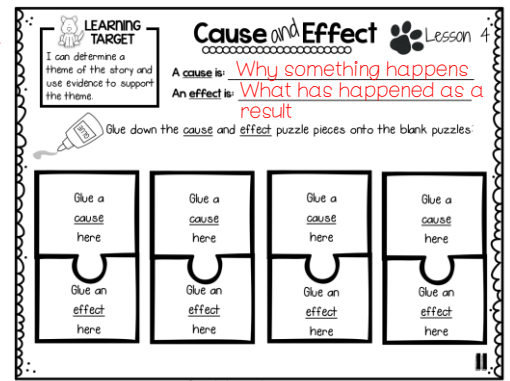 LEARNING
TARGET
I can determine a
theme of the story and
use evidence to support
the theme.
Cause and Effect
Lesson 4
A cause is: Why something happens
An effect is: What has happened as a
result
GLUE
Glue down the cause and effect puzzle pieces onto the blank puzzles:
Glue a
cause
here
Glue an
effect
here
Glue a
cause
here
Glue an
effect
here
Glue a
cause
here
Glue an
effect
here
Glue a
cause
here
Glue an
effect
here
11